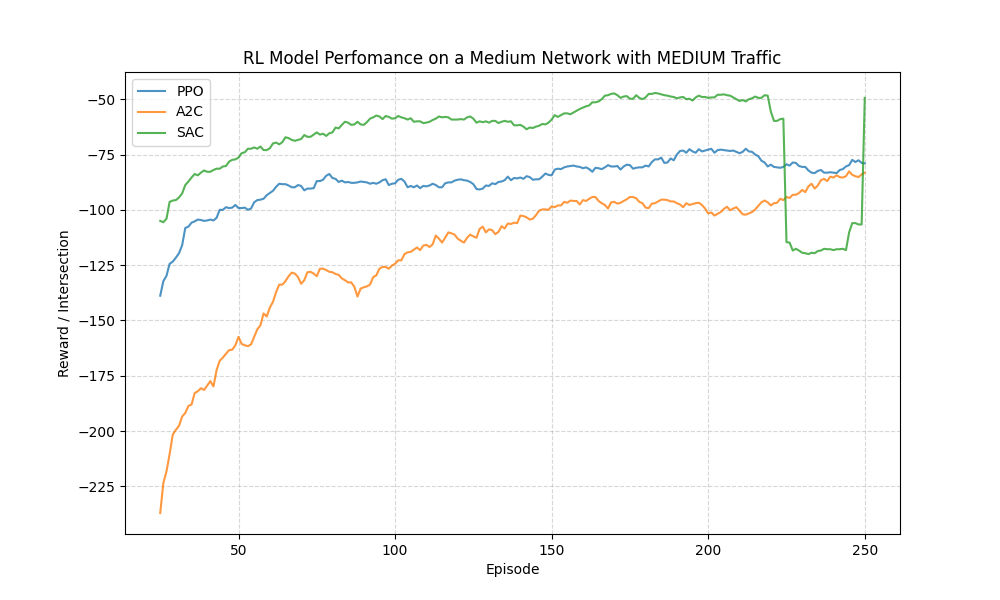 RL Model Perfomance on a Medium Network with MEDIUM Traffic
PPO
A2C
SAC
−50
−75
−100
−125
−150
−175
−200
−225
Reward / Intersection
50
100
150
200
250
Episode